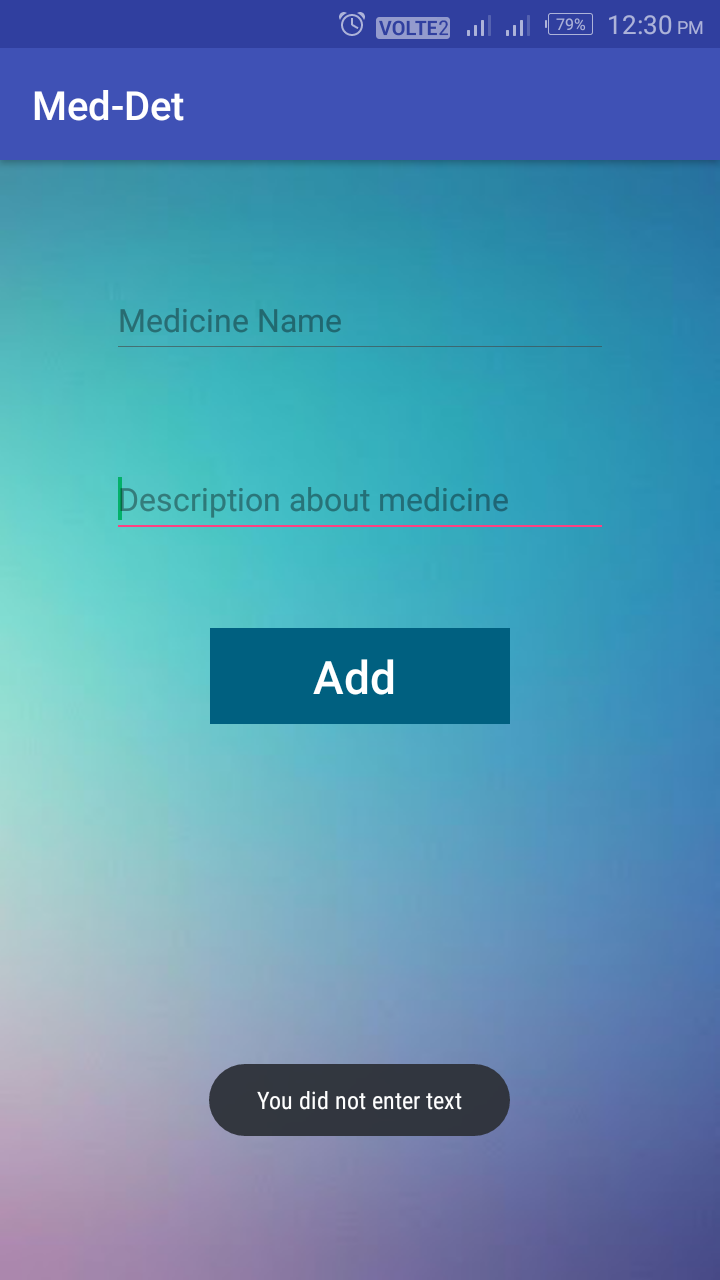 VOLTE2 79% 12:30 PM
Med-Det
Medicine Name
Description about medicine
Add
You did not enter text